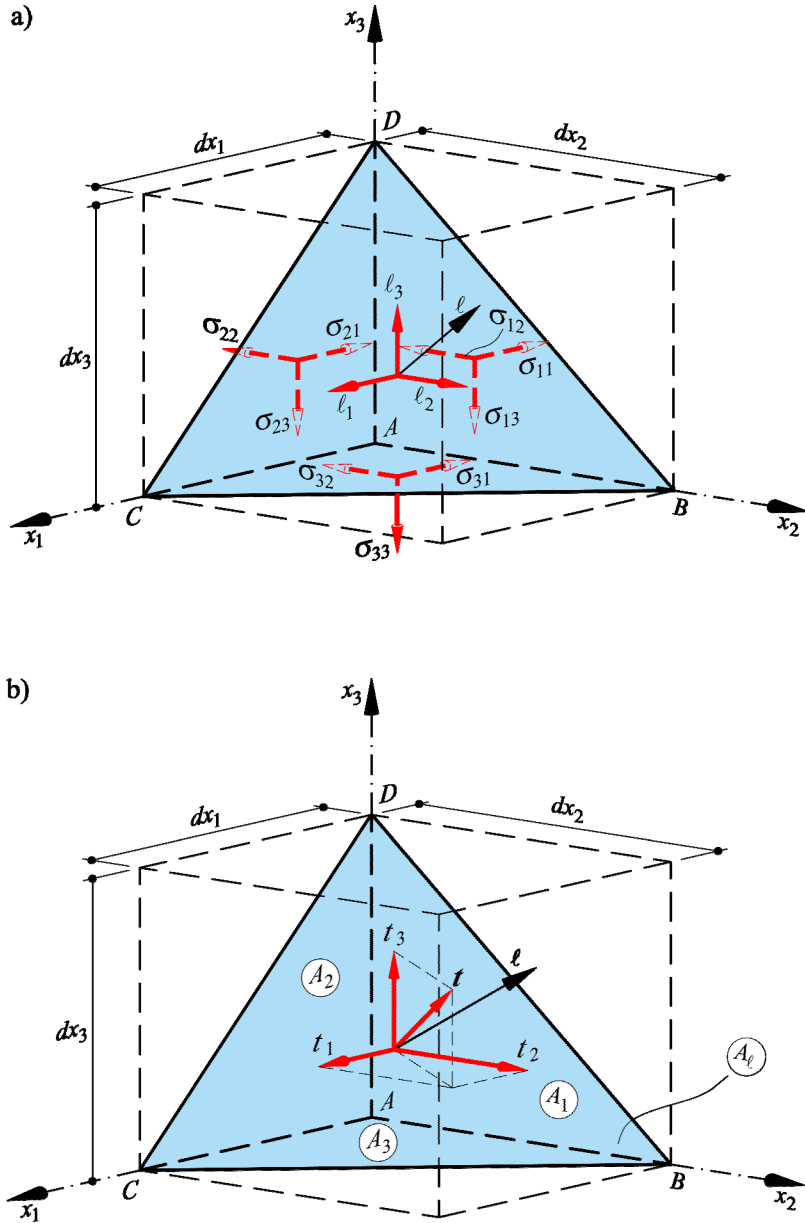 a)
x₃
D
dx₁
dx₂
dx₃
ℓ₃
ℓ
σ₂₂
σ₂₁
σ₁₂
σ₁₁
ℓ₁
ℓ₂
σ₂₃
σ₁₃
A
σ₃₂
σ₃₁
C
B
x₁
x₂
σ₃₃
b)
x₃
D
dx₁
dx₂
t₃
ℓ
A₂
t
dx₃
t₁
t₂
A_ℓ
A₁
A
A₃
C
B
x₁
x₂